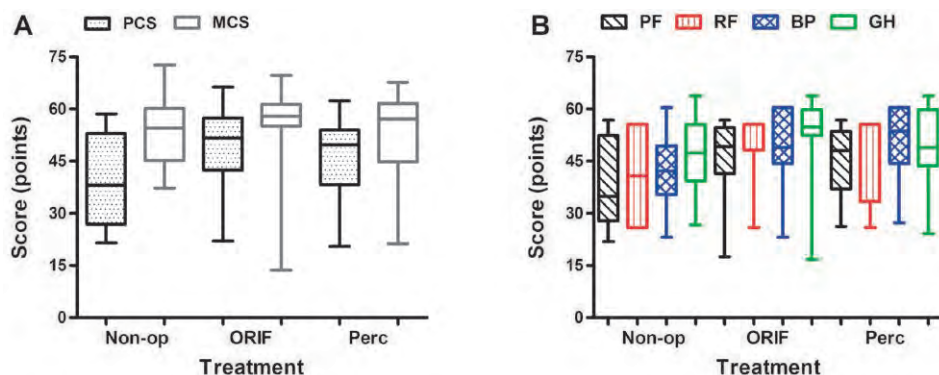 A
PCS MCS
75
60
45
30
15
0
Score (points)
Non-op ORIF Perc
Treatment
B
PF RF BP GH
75
60
45
30
15
0
Score (points)
Non-op ORIF Perc
Treatment